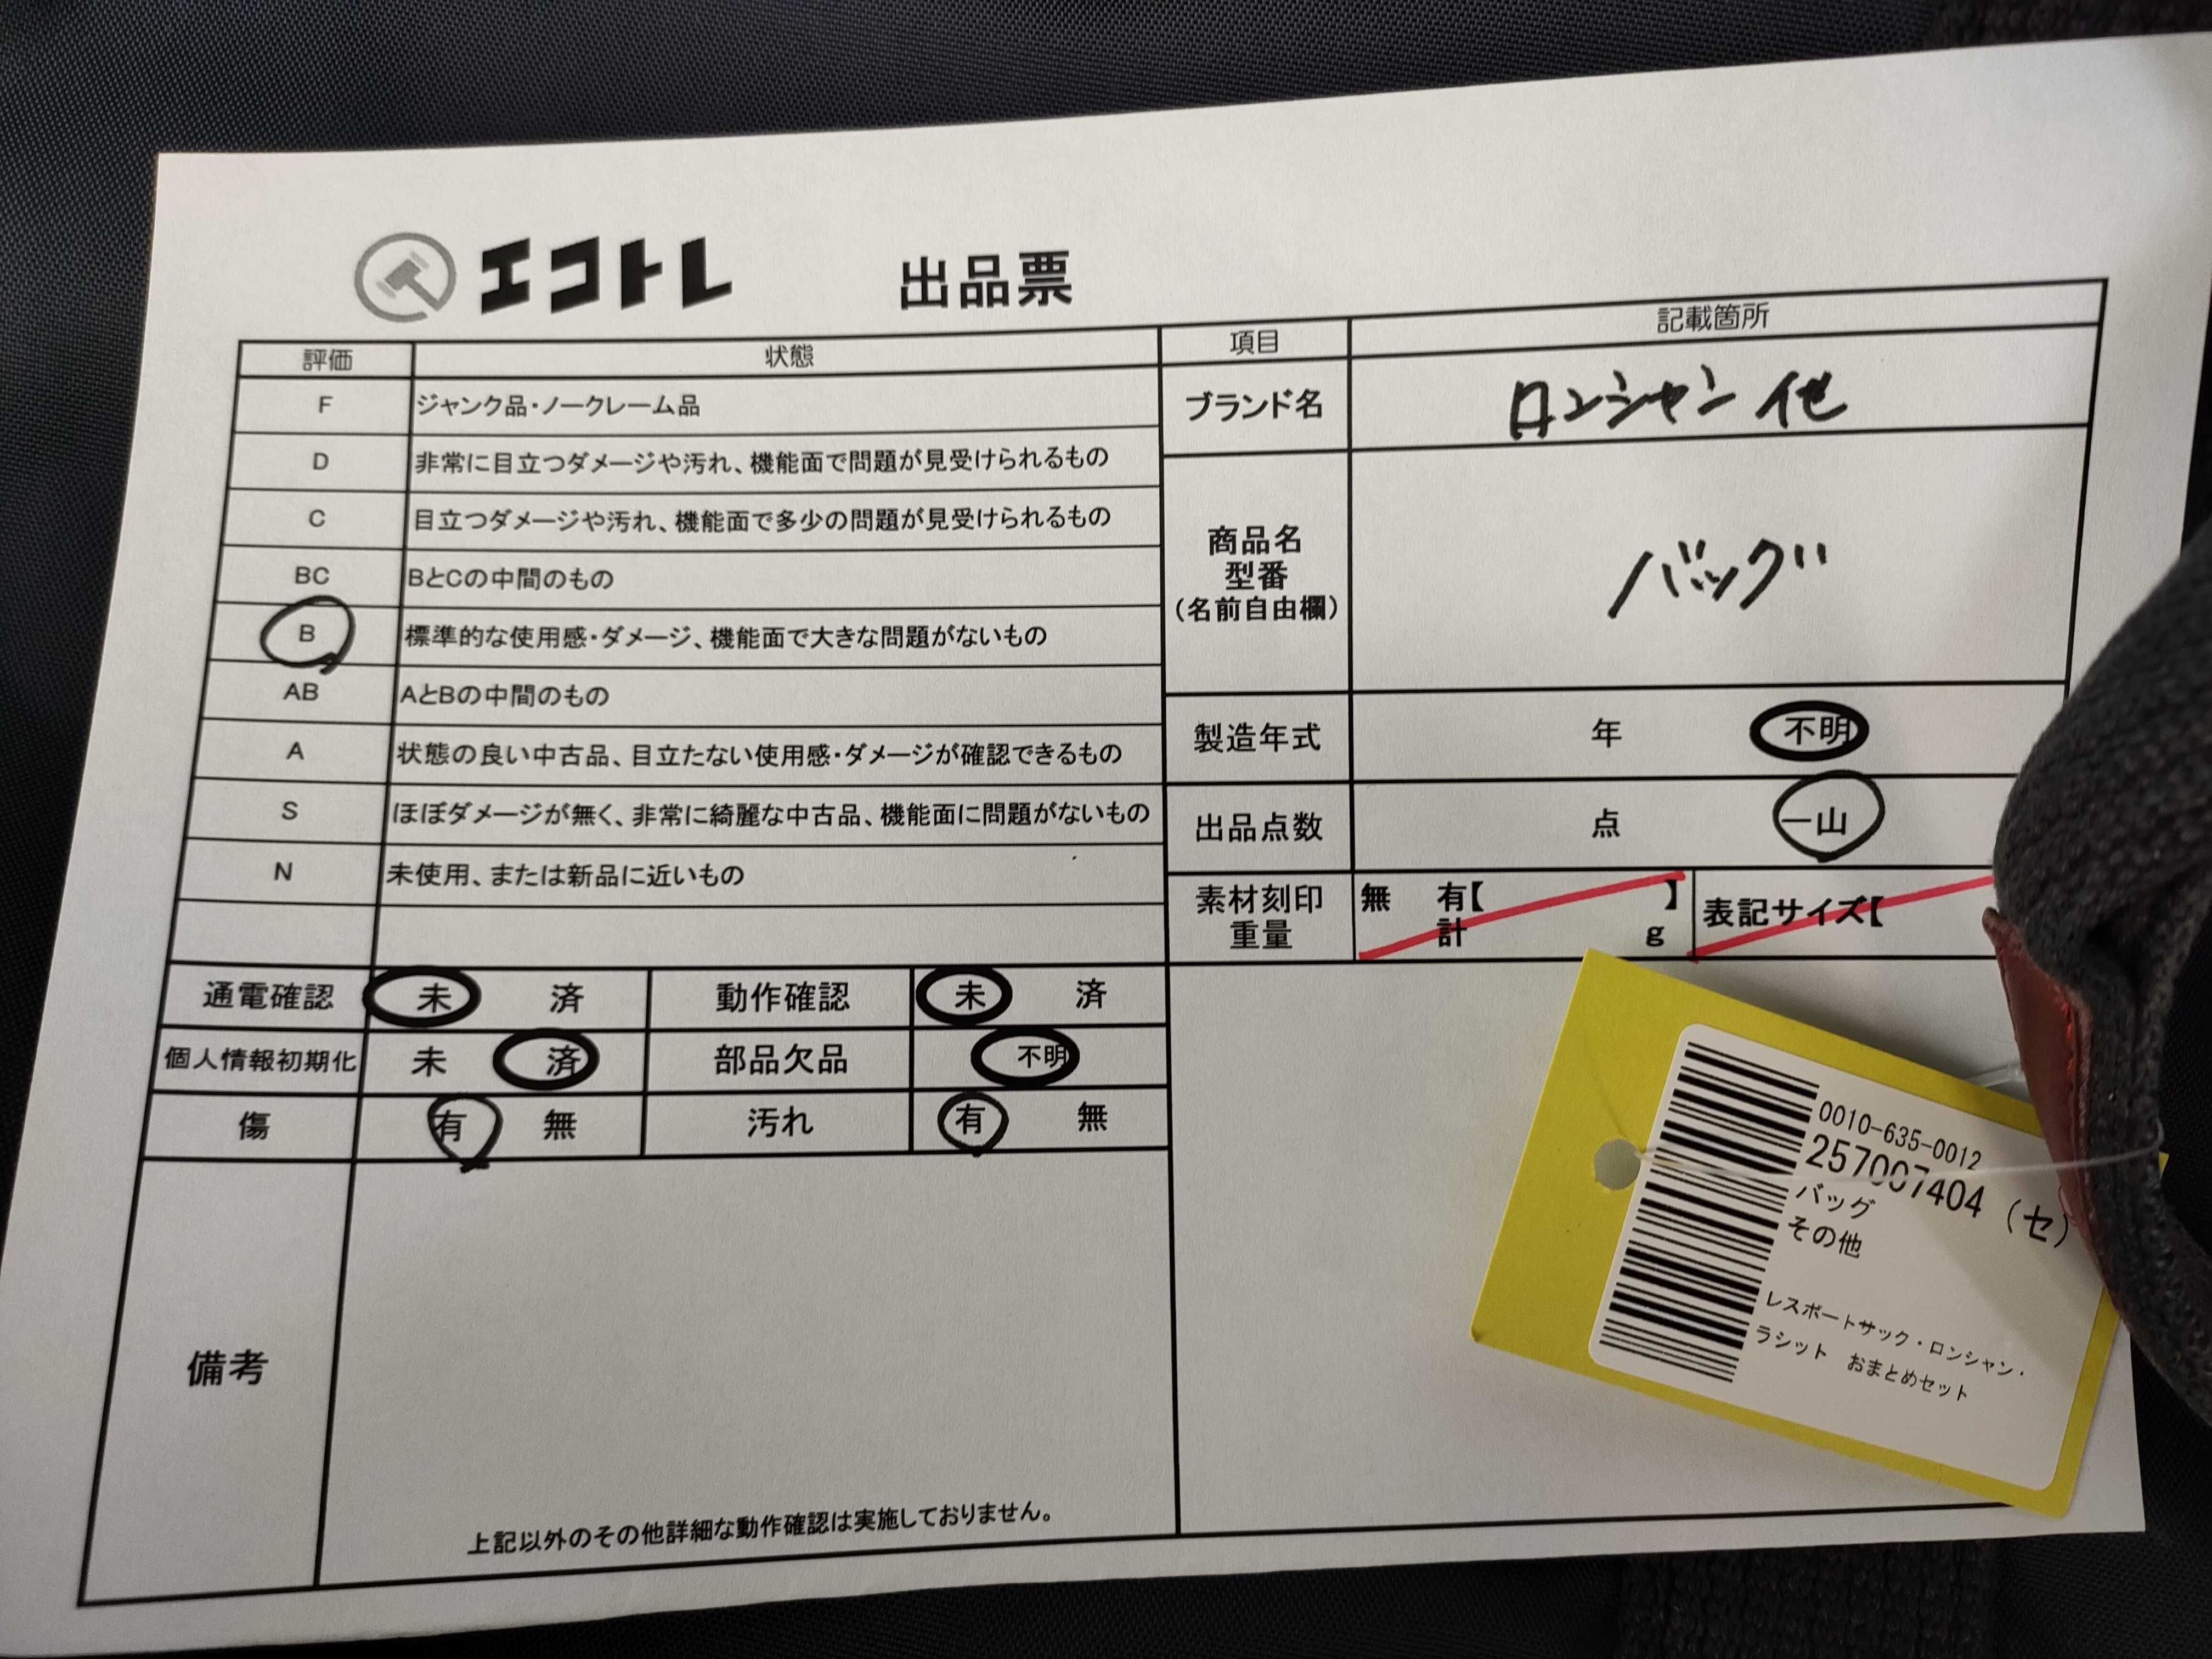 エコトレ 出品票
評価 状態
F ジャンク品・ノークレーム品
D 非常に目立つダメージや汚れ、機能面で問題が見受けられるもの
C 目立つダメージや汚れ、機能面で多少の問題が見受けられるもの
BC BとCの中間のもの
B 標準的な使用感・ダメージ、機能面で大きな問題がないもの
AB AとBの中間のもの
A 状態の良い中古品、目立たない使用感・ダメージが確認できるもの
S ほぼダメージが無く、非常に綺麗な中古品、機能面に問題がないもの
N 未使用、または新品に近いもの
項目 記載箇所
ブランド名 ロンシャン 他
商品名
型番
(名前自由欄)
バッグ
製造年式 年 不明
出品点数 点 一山
素材刻印 無 有【 】
重量 計 g
表記サイズ【
通電確認 未 済 動作確認 未 済
個人情報初期化 未 済 部品欠品 不明
傷 有 無 汚れ 有 無
備考
上記以外のその他詳細な動作確認は実施しておりません。
0010-635-0012
257007404 (セ)
バッグ
その他
レスポートサック・ロンシャン・
ラシット おまとめセット